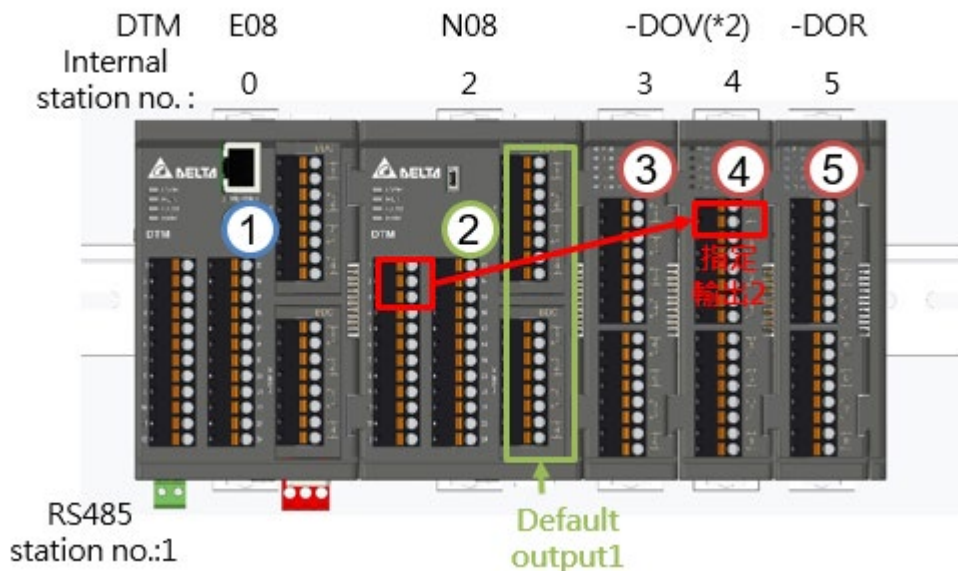 DTM E08 N08 -DOV(*2) -DOR
Internal
station no. : 0 2 3 4 5
DELTA
DELTA
1
2
3
4
5
DTM
DTM
指定
輸出2
RS485
station no.:1
Default
output1